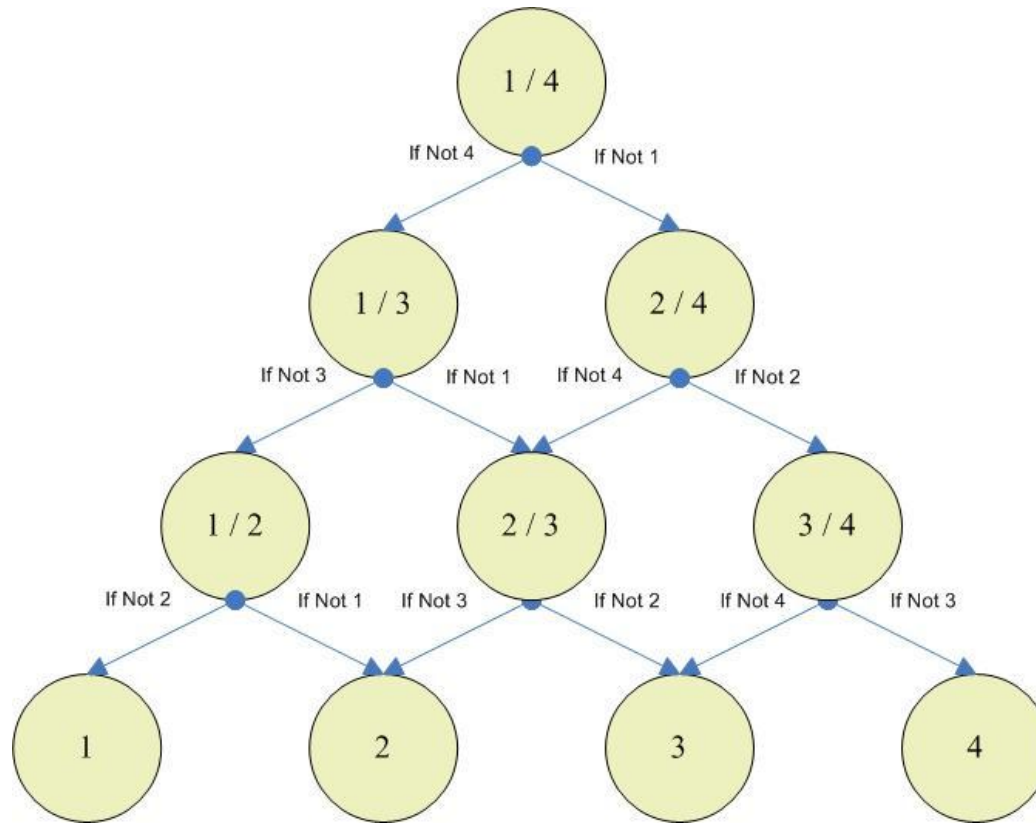 1 / 4
If Not 4
If Not 1
1 / 3
2 / 4
If Not 3
If Not 1
If Not 4
If Not 2
1 / 2
2 / 3
3 / 4
If Not 2
If Not 1
If Not 3
If Not 2
If Not 4
If Not 3
1
2
3
4